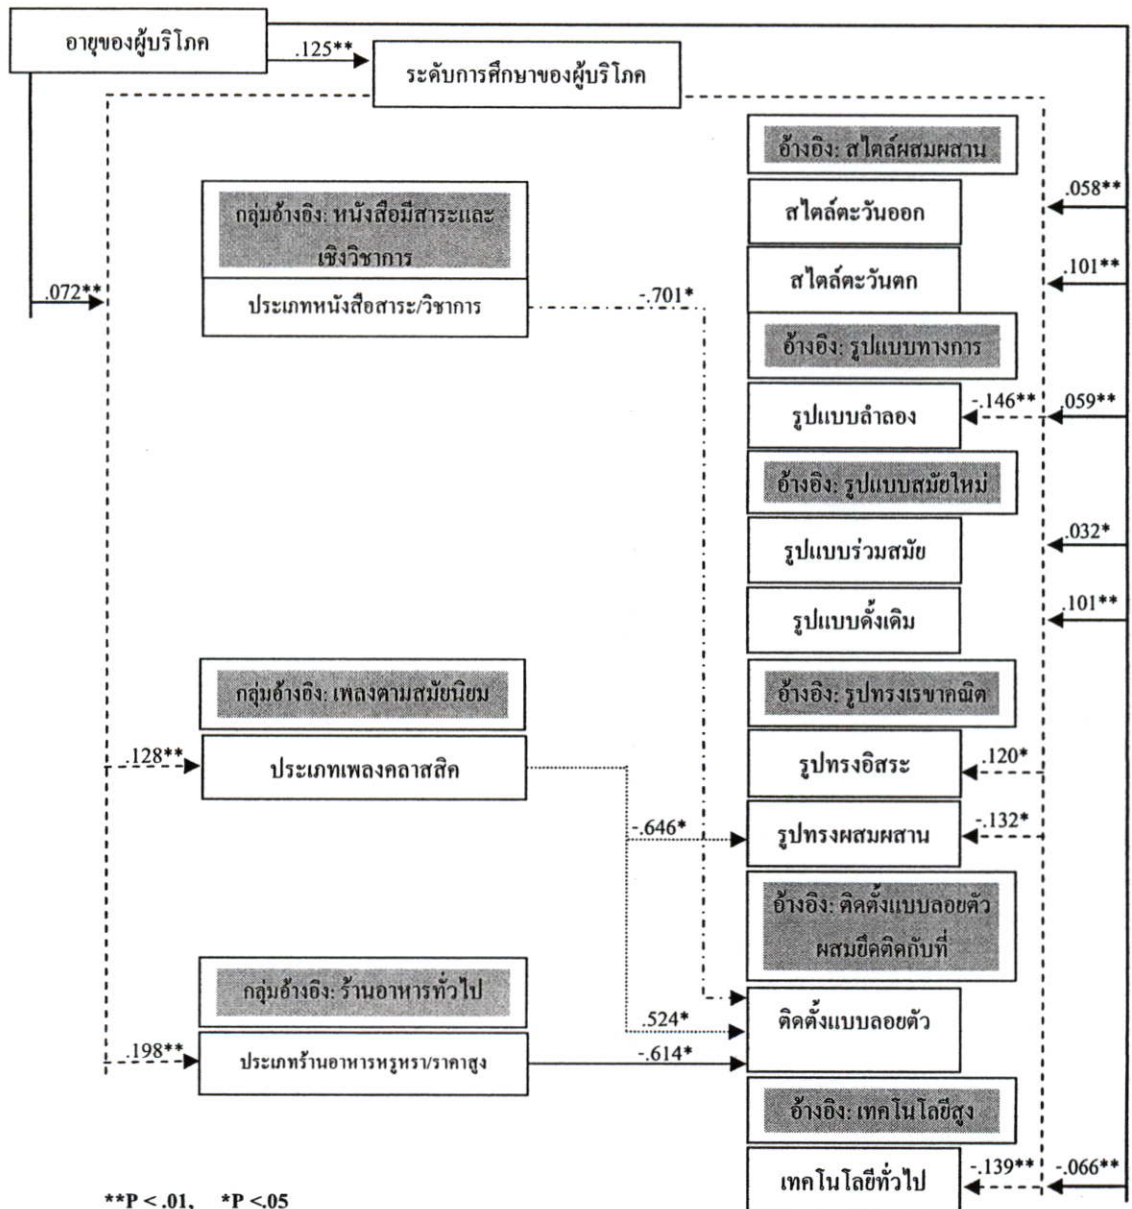 อายุของผู้บริโภค
.125**
ระดับการศึกษาของผู้บริโภค
อ้างอิง: สไตล์ผสมผสาน
สไตล์ตะวันออก
.058**
กลุ่มอ้างอิง: หนังสือมีสาระและ
เชิงวิชาการ
สไตล์ตะวันตก
.101**
.072**
ประเภทหนังสือสาระ/วิชาการ
-.701*
อ้างอิง: รูปแบบทางการ
รูปแบบลำลอง
-.146**
.059**
อ้างอิง: รูปแบบสมัยใหม่
รูปแบบร่วมสมัย
.032*
รูปแบบดั้งเดิม
.101**
กลุ่มอ้างอิง: เพลงตามสมัยนิยม
อ้างอิง: รูปทรงเรขาคณิต
.128**
ประเภทเพลงคลาสสิค
รูปทรงอิสระ
.120*
-.646*
รูปทรงผสมผสาน
-.132*
อ้างอิง: ติดตั้งแบบลอยตัว
ผสมยึดติดกับที่
กลุ่มอ้างอิง: ร้านอาหารทั่วไป
.524*
ติดตั้งแบบลอยตัว
.198**
ประเภทร้านอาหารหรูหรา/ราคาสูง
-.614*
อ้างอิง: เทคโนโลยีสูง
เทคโนโลยีทั่วไป
-.139**
-.066**
**P < .01, *P <.05